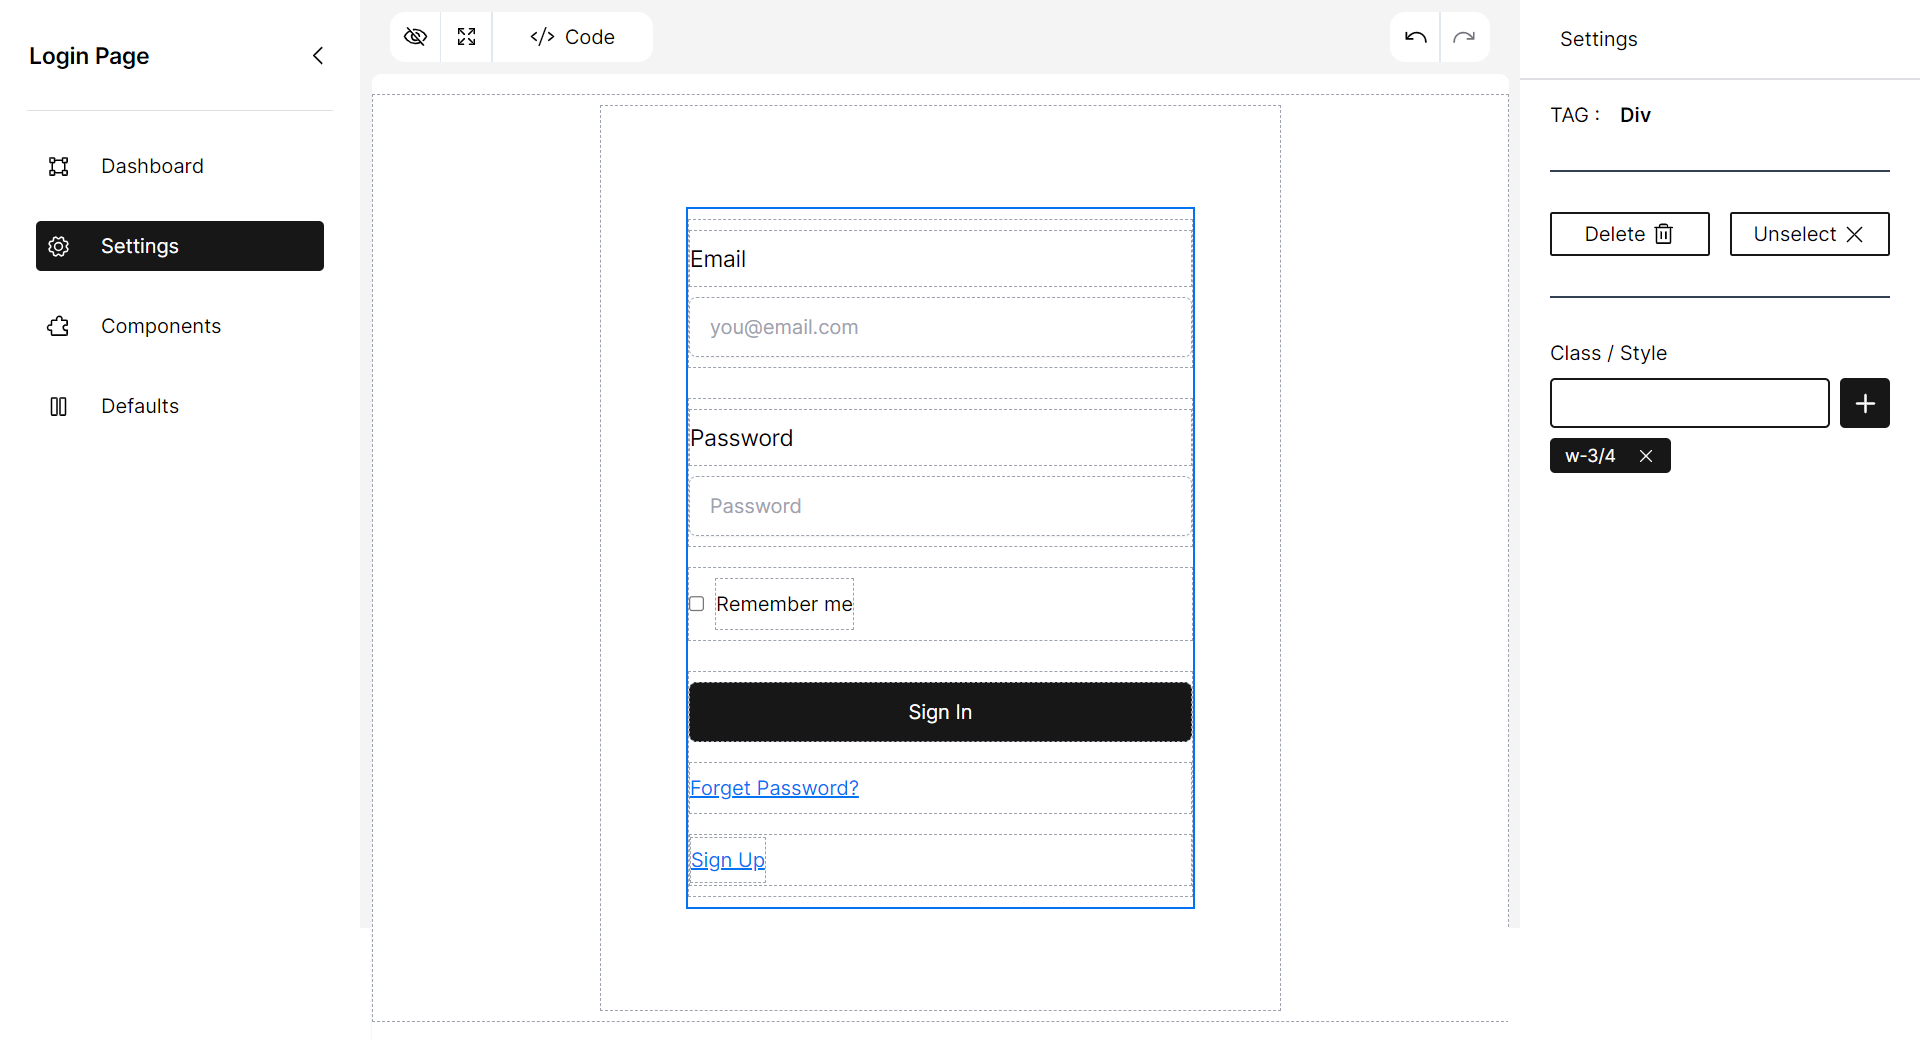 Login Page
Dashboard
Settings
Components
Defaults
</> Code
Email
you@email.com
Password
Password
Remember me
Sign In
Forget Password?
Sign Up
Settings
TAG : Div
Delete
Unselect
Class / Style
w-3/4